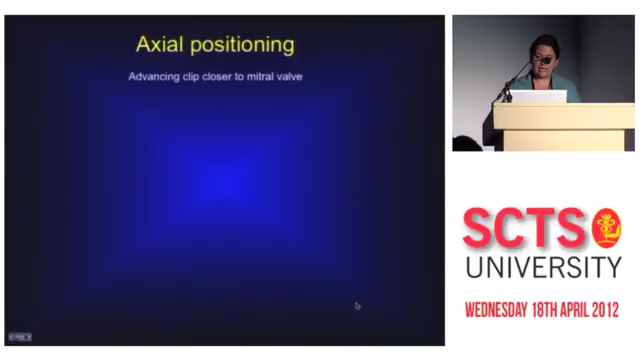 Axial positioning
Advancing clip closer to mitral valve
SCTS
UNIVERSITY
WEDNESDAY 18TH APRIL 2012